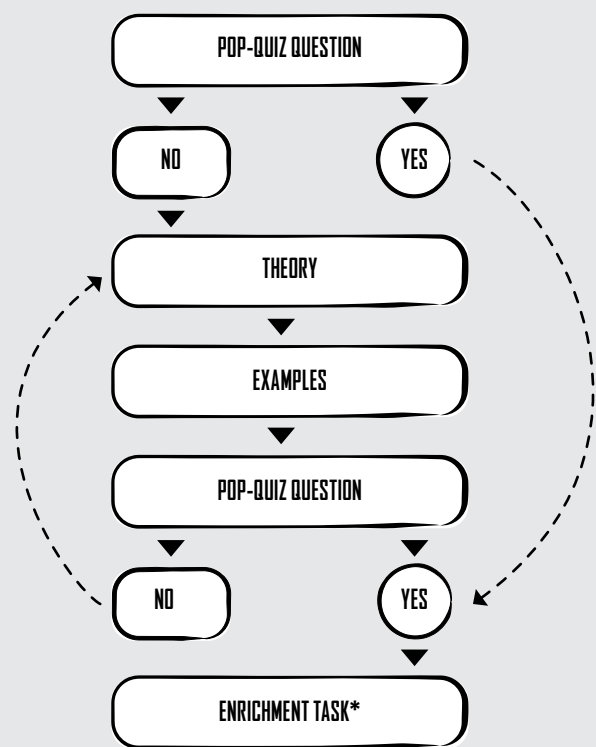 POP-QUIZ QUESTION
NO
YES
THEORY
EXAMPLES
POP-QUIZ QUESTION
NO
YES
ENRICHMENT TASK*